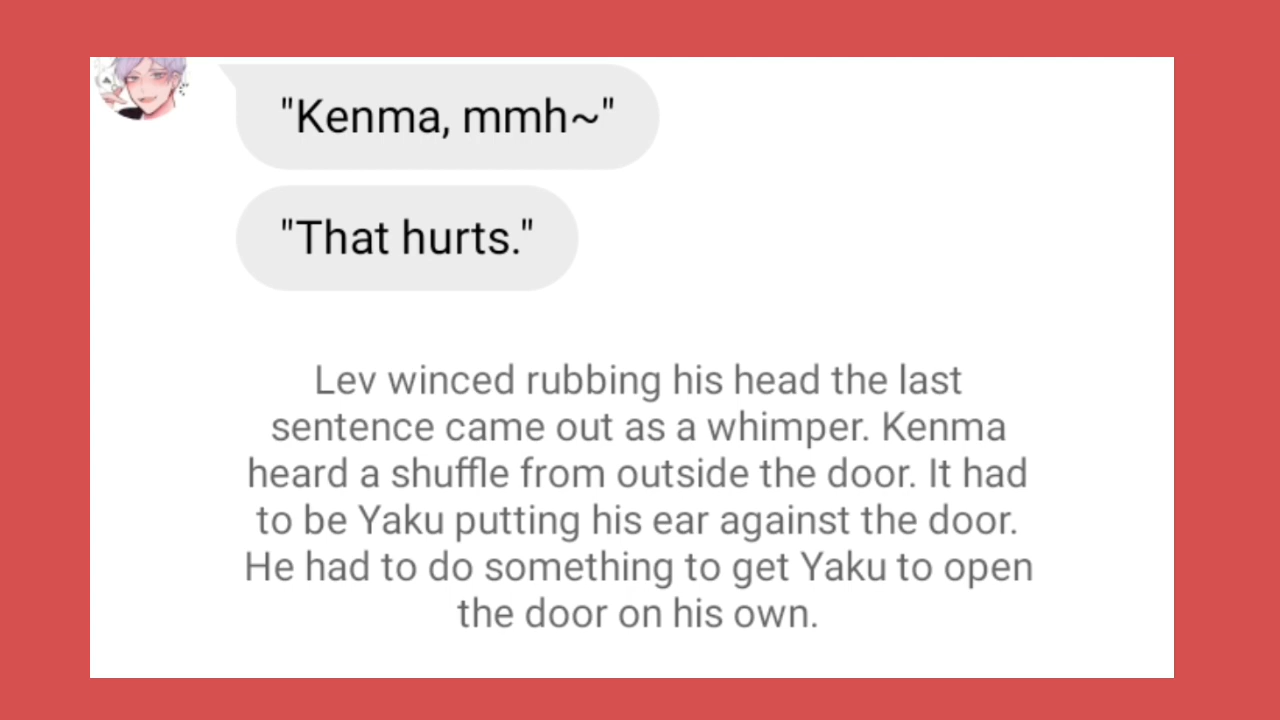 "Kenma, mmh~"
"That hurts."
Lev winced rubbing his head the last
sentence came out as a whimper. Kenma
heard a shuffle from outside the door. It had
to be Yaku putting his ear against the door.
He had to do something to get Yaku to open
the door on his own.